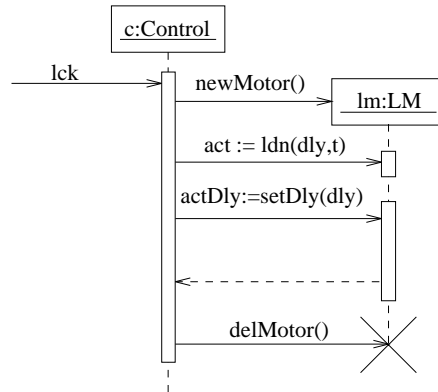 c:Control
lck
newMotor()
lm:LM
act := ldn(dly,t)
actDly:=setDly(dly)
delMotor()